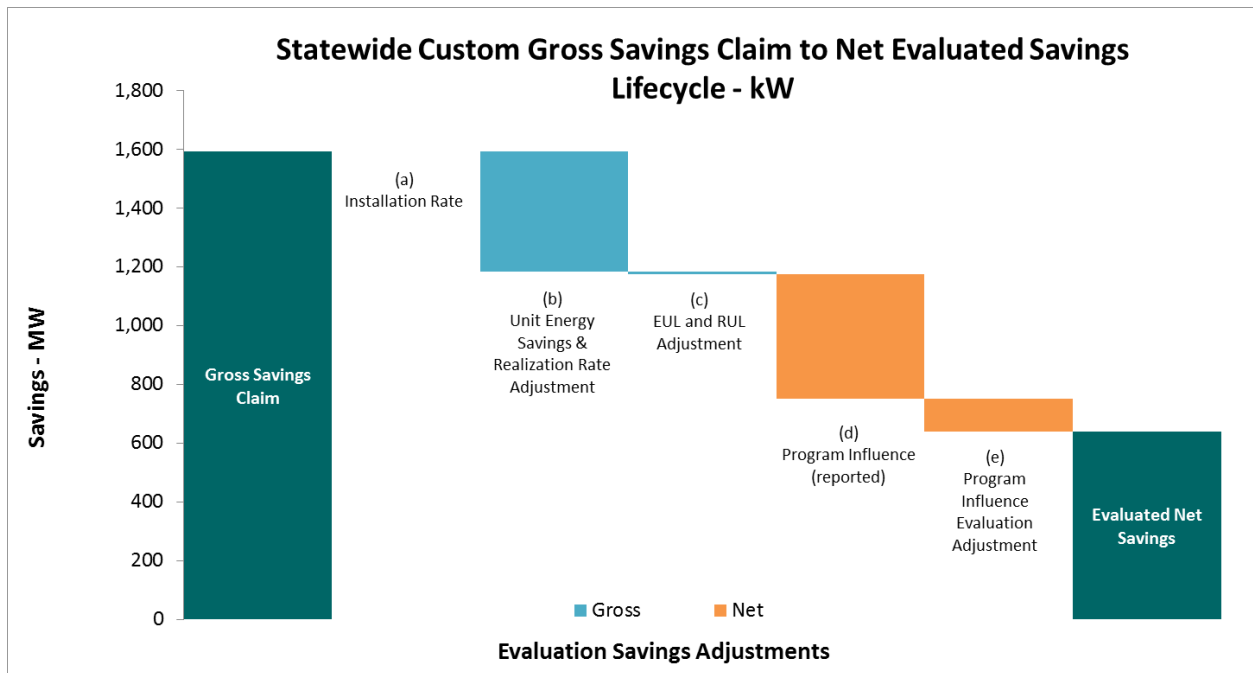 Statewide Custom Gross Savings Claim to Net Evaluated Savings
Lifecycle - kW
Savings - MW
1,800
1,600
1,400
1,200
1,000
800
600
400
200
0
Gross Savings
Claim
(a)
Installation Rate
(b)
Unit Energy
Savings &
Realization Rate
Adjustment
(c)
EUL and RUL
Adjustment
(d)
Program Influence
(reported)
(e)
Program
Influence
Evaluation
Adjustment
Evaluated Net
Savings
Gross
Net
Evaluation Savings Adjustments